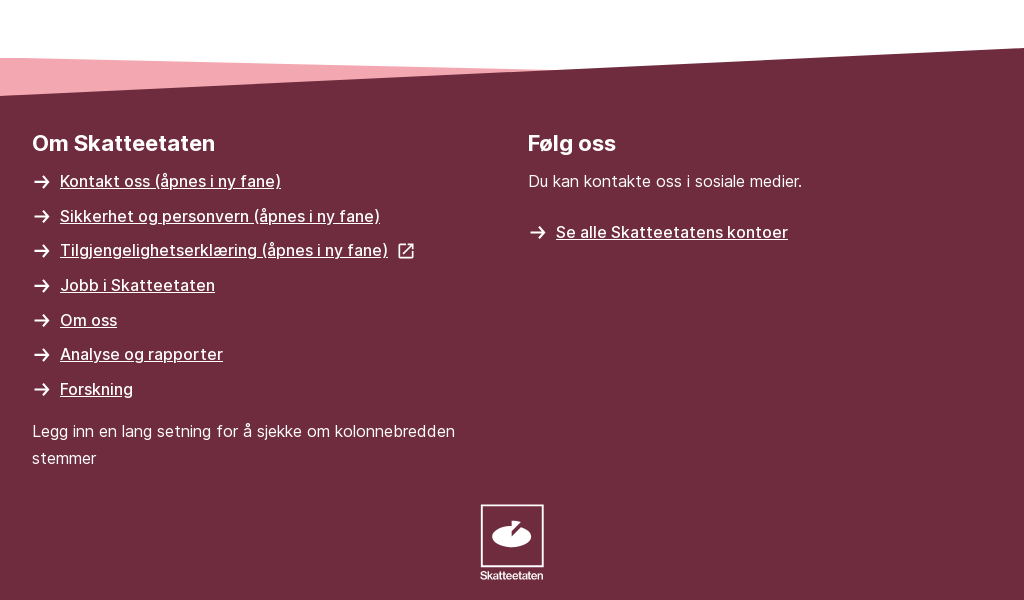 Om Skatteetaten
Kontakt oss (åpnes i ny fane)
Sikkerhet og personvern (åpnes i ny fane)
Tilgjengelighetserklæring (åpnes i ny fane)
Jobb i Skatteetaten
Om oss
Analyse og rapporter
Forskning
Legg inn en lang setning for å sjekke om kolonnebredden
stemmer
Følg oss
Du kan kontakte oss i sosiale medier.
Se alle Skatteetatens kontoer
Skatteetaten